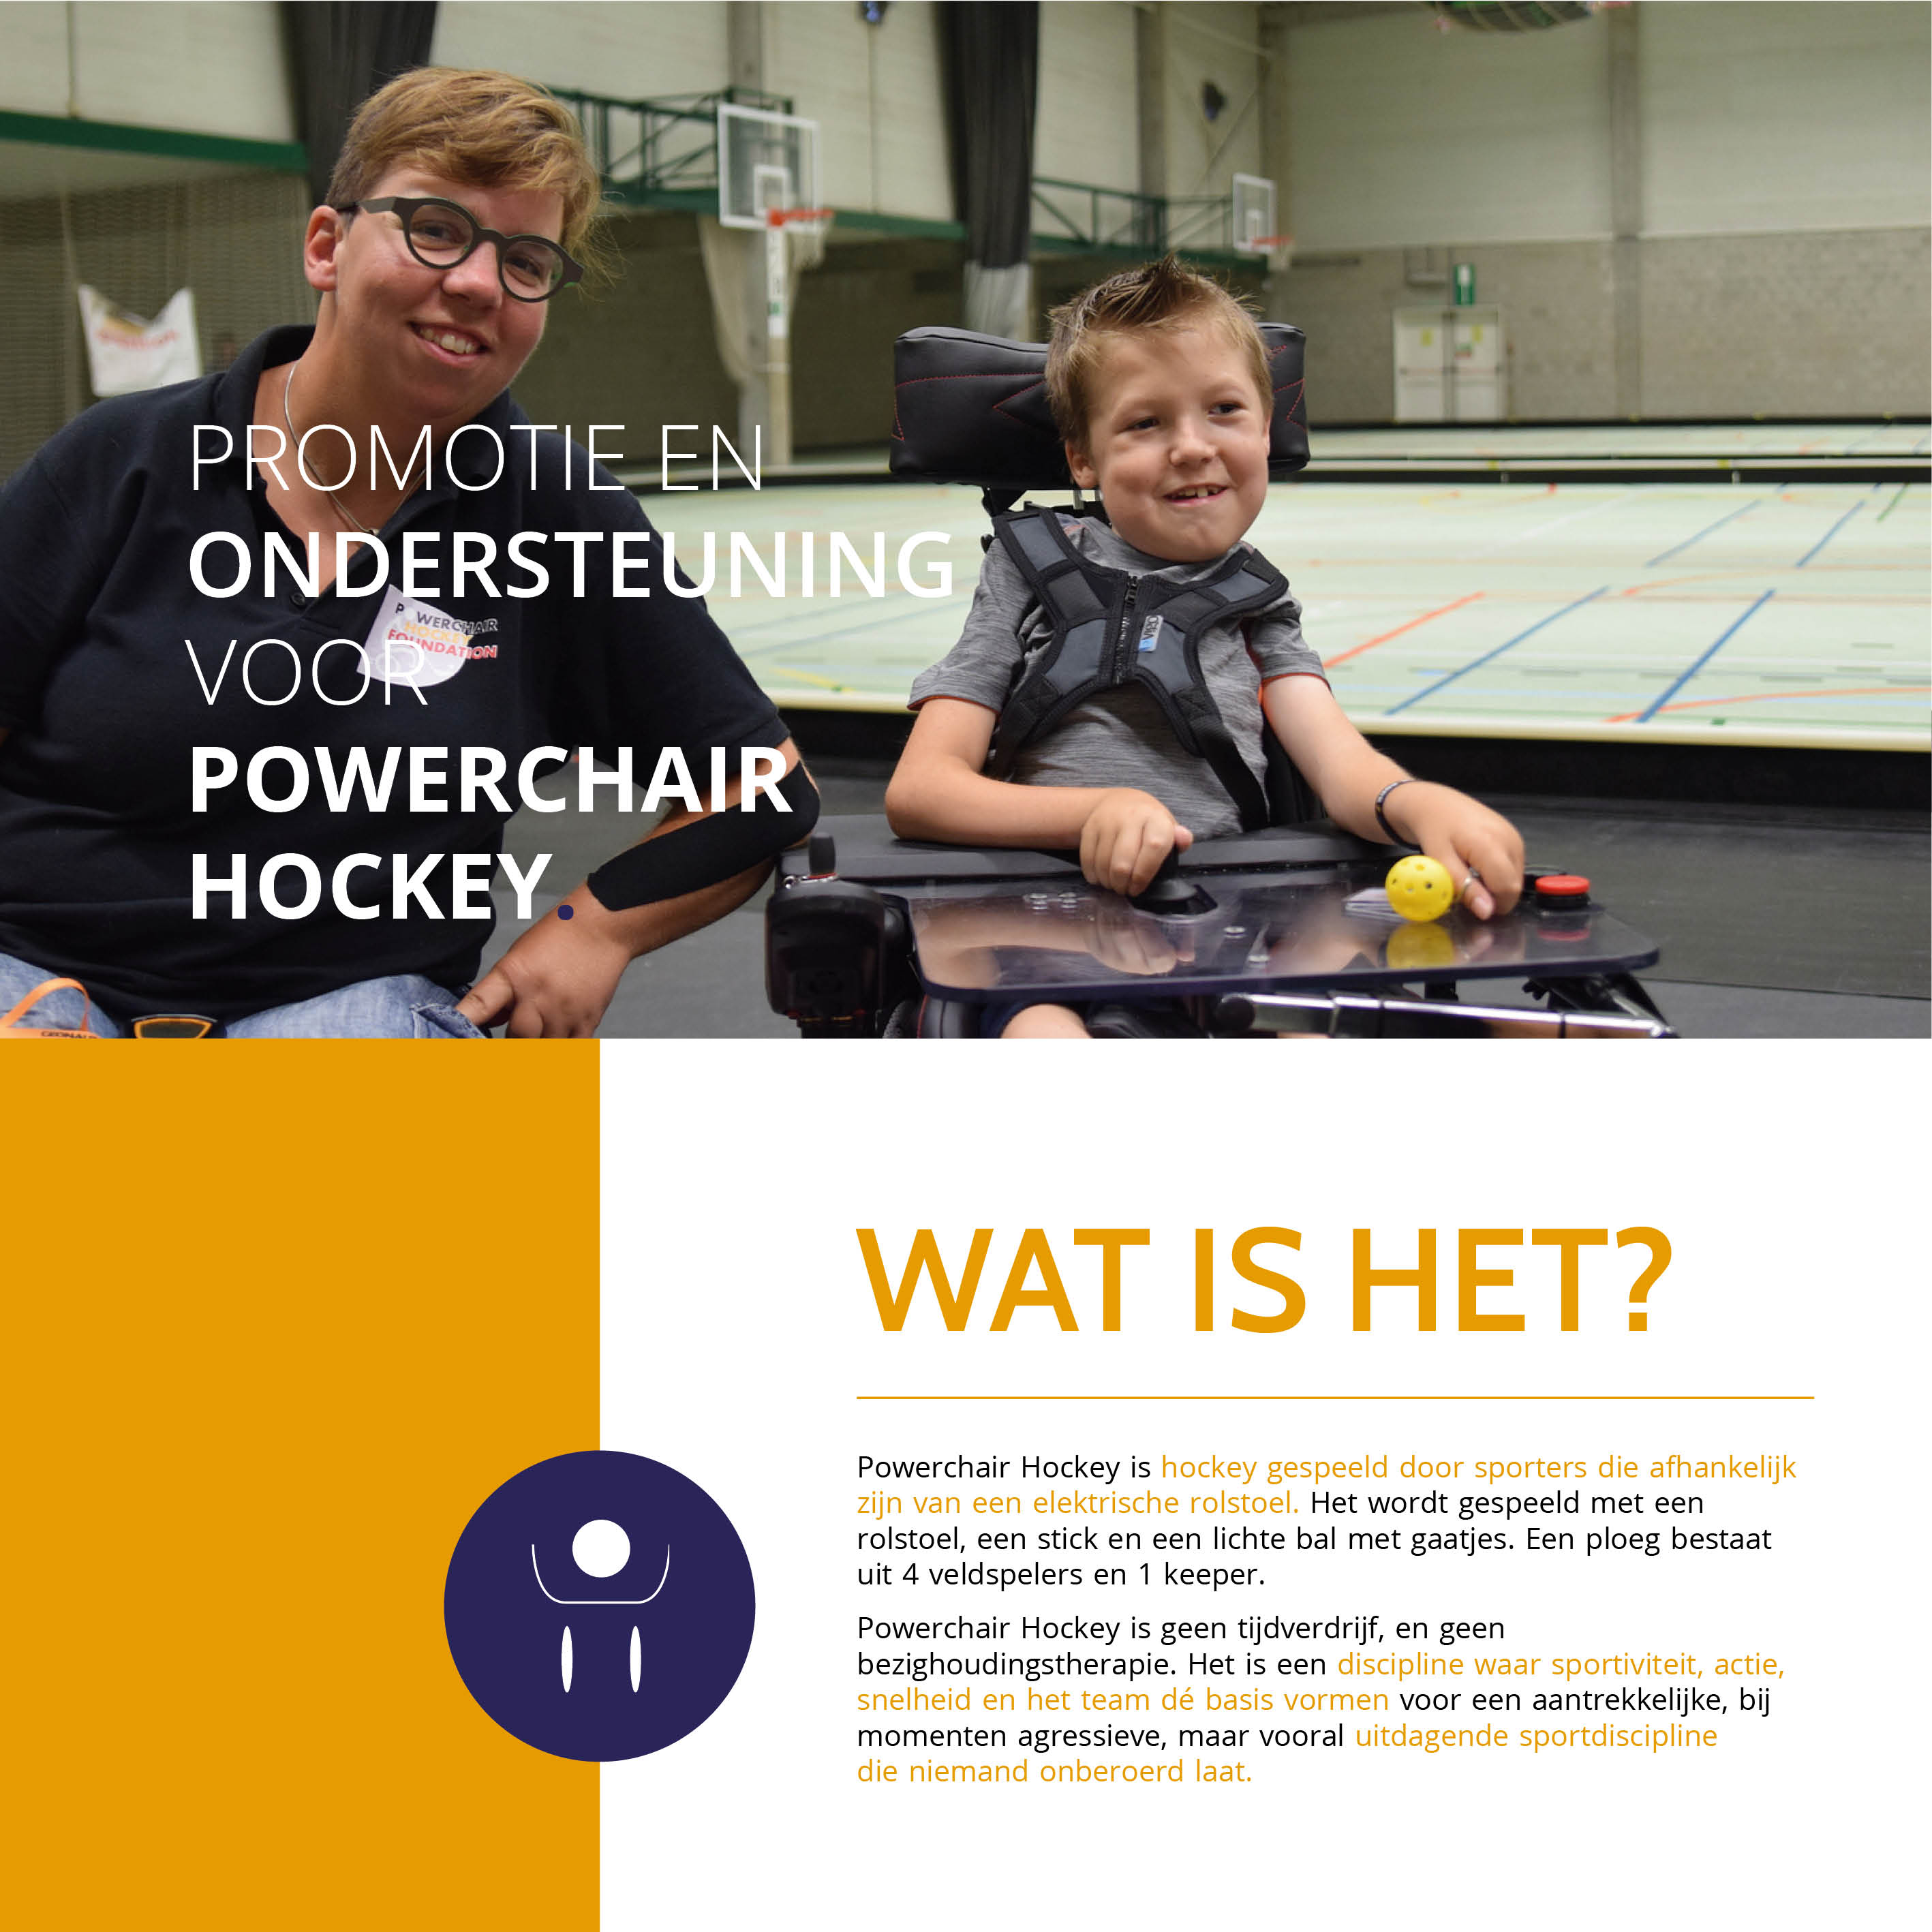 PROMOTIE EN
ONDERSTEUNING
VOOR
POWERCHAIR
HOCKEY.
POWERCHAIR
HOCKEY
FOUNDATION
WAT IS HET?
Powerchair Hockey is hockey gespeeld door sporters die afhankelijk
zijn van een elektrische rolstoel. Het wordt gespeeld met een
rolstoel, een stick en een lichte bal met gaatjes. Een ploeg bestaat
uit 4 veldspelers en 1 keeper.
Powerchair Hockey is geen tijdverdrijf, en geen
bezighoudingstherapie. Het is een discipline waar sportiviteit, actie,
snelheid en het team dé basis vormen voor een aantrekkelijke, bij
momenten agressieve, maar vooral uitdagende sportdiscipline
die niemand onberoerd laat.